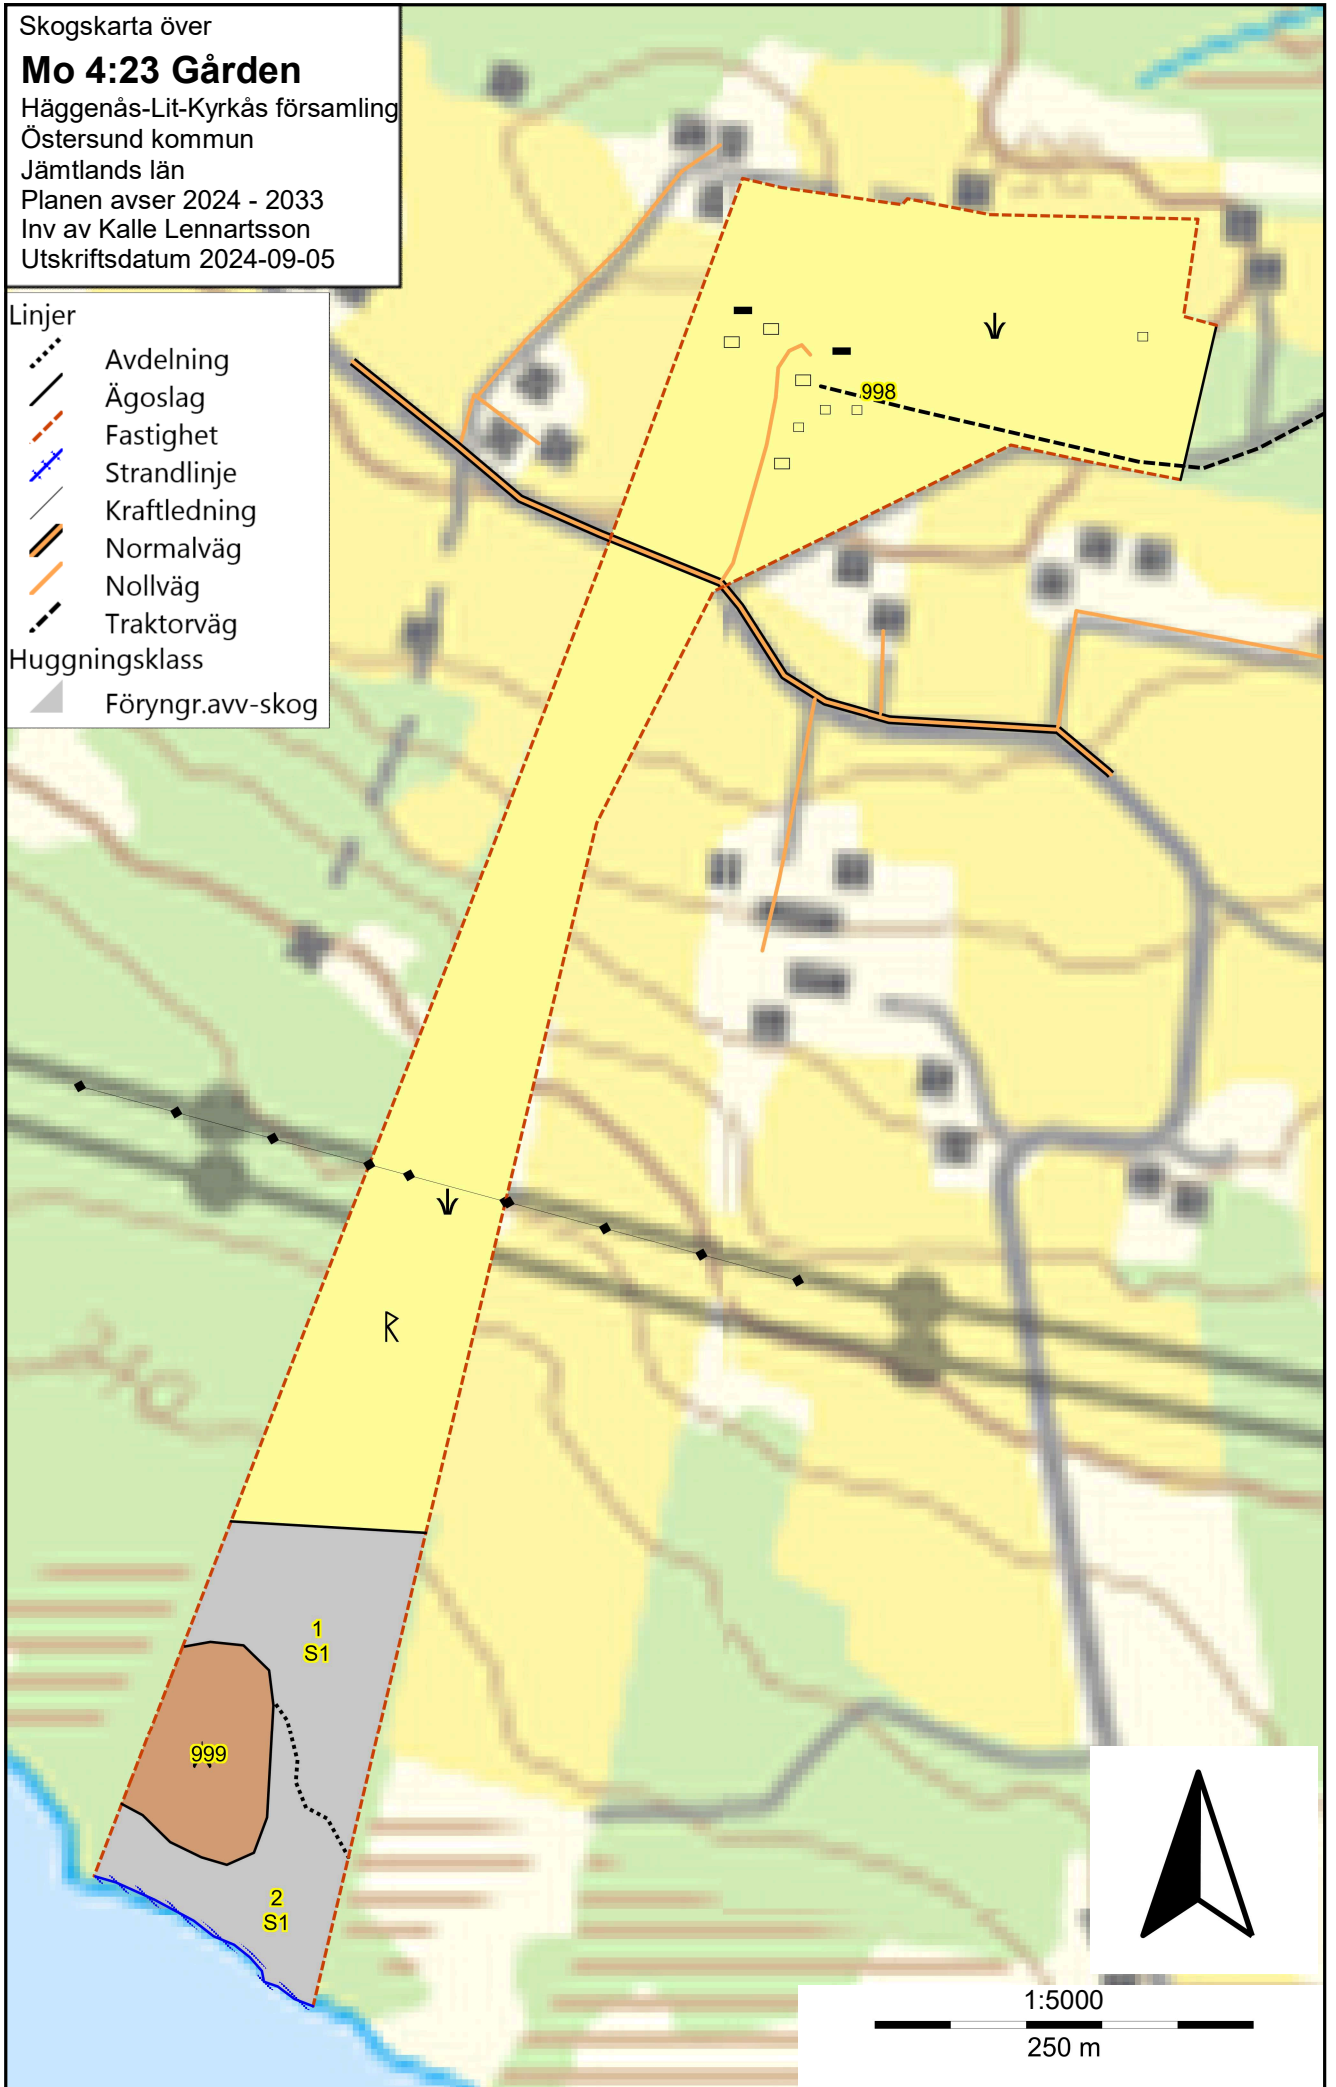 Skogskarta över
Mo 4:23 Gården
Häggenås-Lit-Kyrkås församling
Östersund kommun
Jämtlands län
Planen avser 2024 - 2033
Inv av Kalle Lennartsson
Utskriftsdatum 2024-09-05
Linjer
Avdelning
Ägoslag
Fastighet
Strandlinje
Kraftledning
Normalväg
Nollväg
Traktorväg
Huggningsklass
Föryngr.avv-skog
998
1
S1
999
2
S1
1:5000
250 m